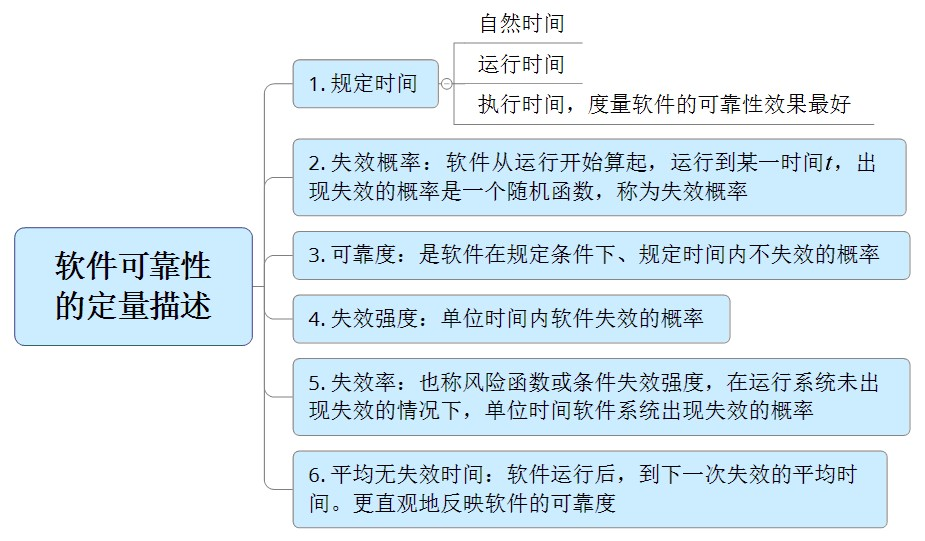 自然时间
1. 规定时间
运行时间
执行时间，度量软件的可靠性效果最好
2. 失效概率：软件从运行开始算起，运行到某一时间t，出
现失效的概率是一个随机函数，称为失效概率
软件可靠性
的定量描述
3. 可靠度：是软件在规定条件下、规定时间内不失效的概率
4. 失效强度：单位时间内软件失效的概率
5. 失效率：也称风险函数或条件失效强度，在运行系统未出
现失效的情况下，单位时间软件系统出现失效的概率
6. 平均无失效时间：软件运行后，到下一次失效的平均时
间。更直观地反映软件的可靠度